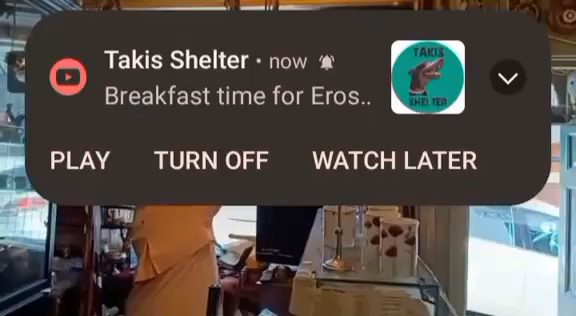 Takis Shelter • now
Breakfast time for Eros..
TAKIS
SHELTER
PLAY TURN OFF WATCH LATER